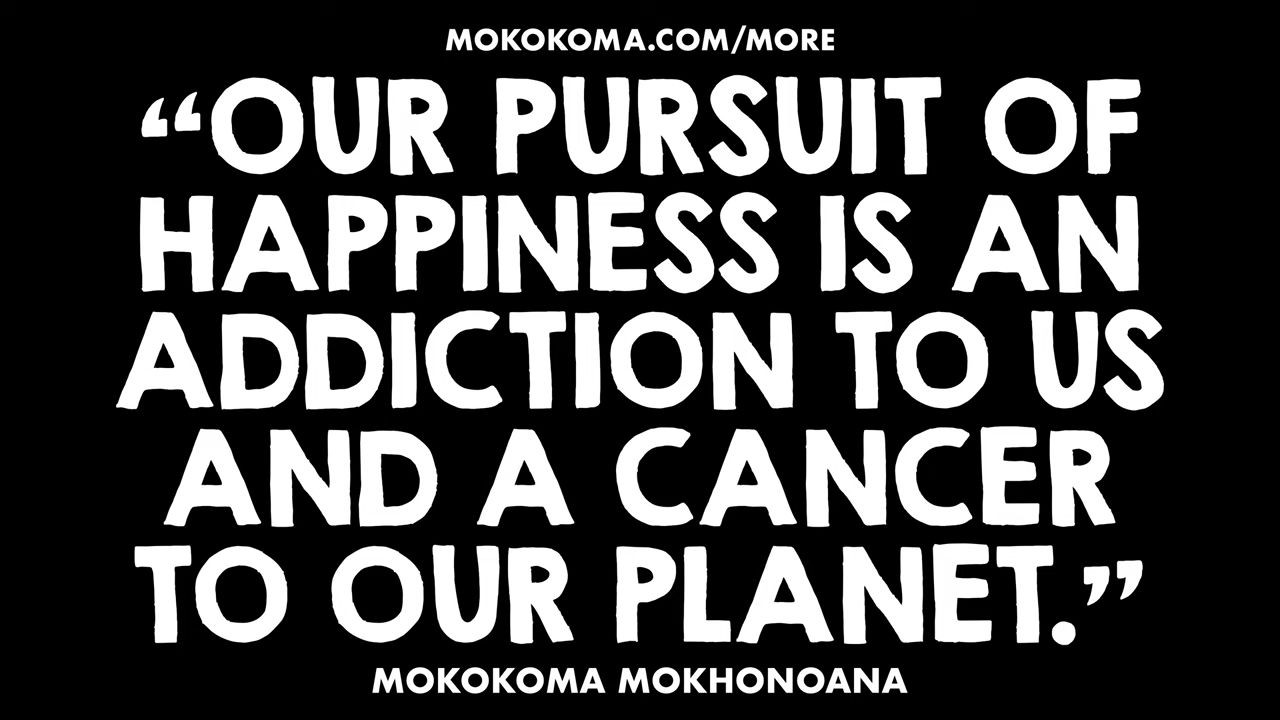 MOKOKOMA.COM/MORE
“OUR PURSUIT OF
HAPPINESS IS AN
ADDICTION TO US
AND A CANCER
TO OUR PLANET.”
MOKOKOMA MOKHONOANA